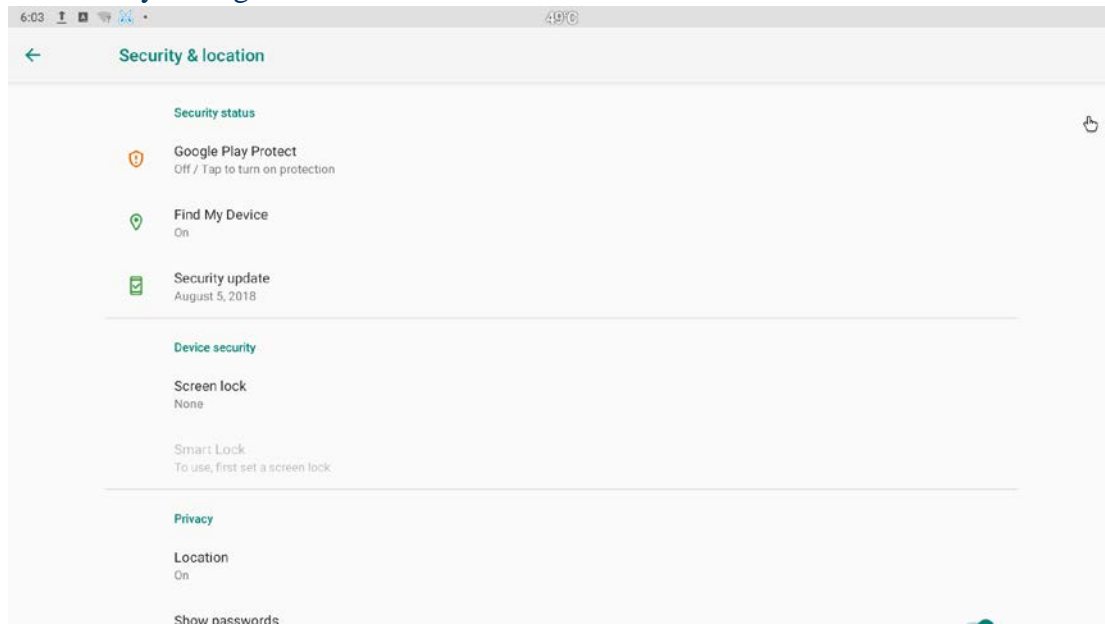 6:03
49°C
Security & location
Security status
Google Play Protect
Off / Tap to turn on protection
Find My Device
On
Security update
August 5, 2018
Device security
Screen lock
None
Smart Lock
To use, first set a screen lock
Privacy
Location
On
Show passwords